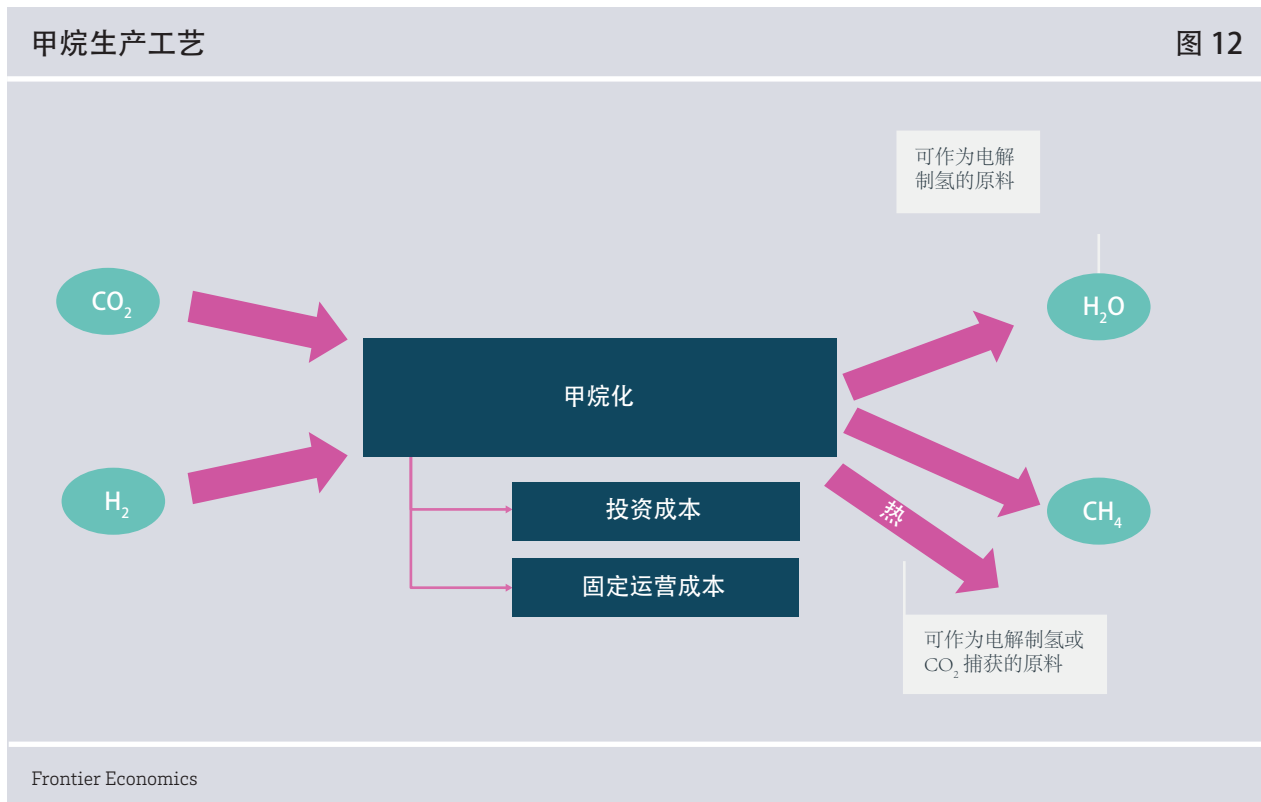 甲烷生产工艺
图 12
可作为电解
制氢的原料
CO₂
H₂O
甲烷化
H₂
投资成本
热
CH₄
固定运营成本
可作为电解制氢或
CO₂ 捕获的原料
Frontier Economics